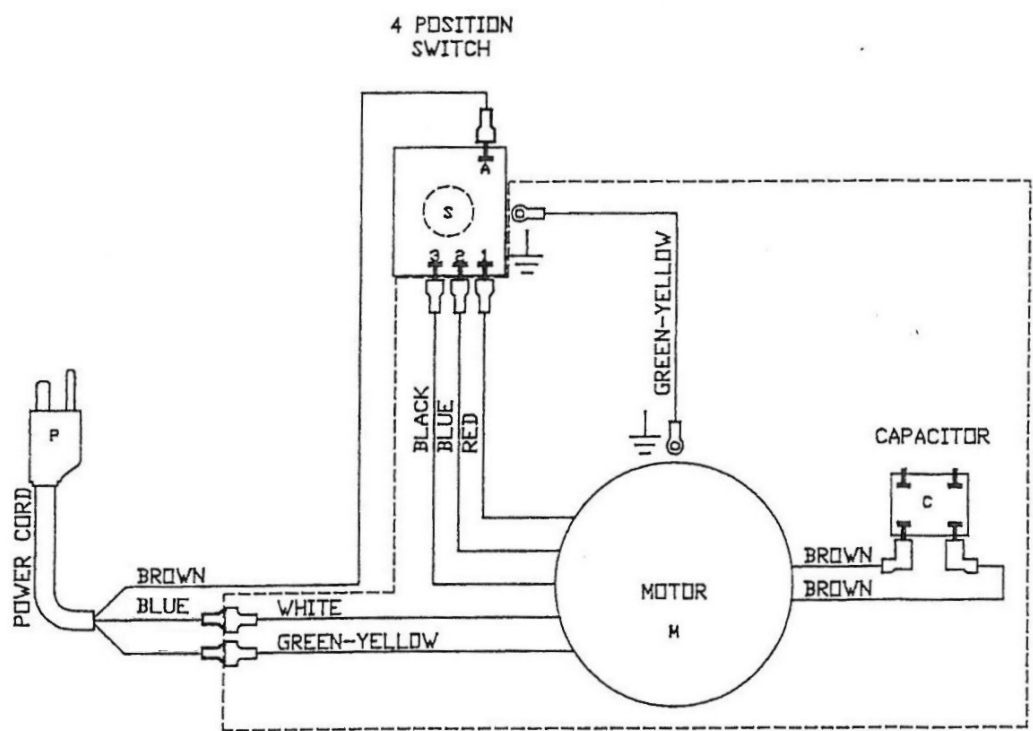 4 POSITION
SWITCH
A
S
3 2 1
GREEN-YELLOW
BLACK
BLUE
RED
P
POWER CORD
CAPACITOR
C
BROWN
BROWN
BROWN
BLUE
WHITE
GREEN-YELLOW
MOTOR
M